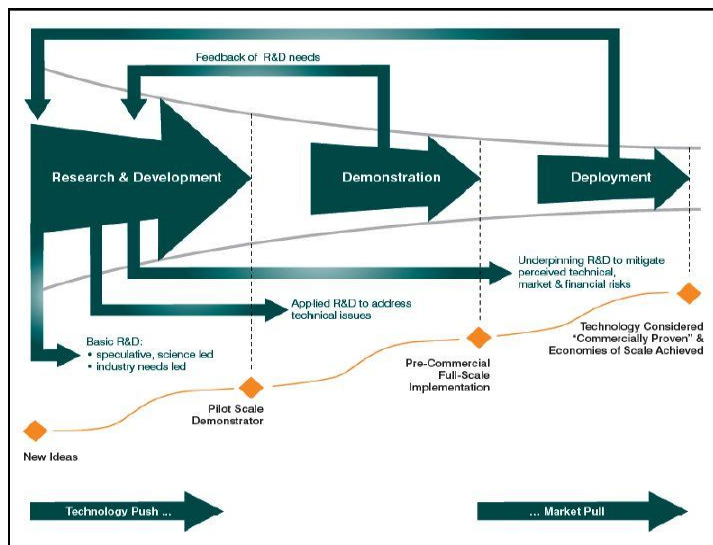 Feedback of R&D needs
Research & Development
Demonstration
Deployment
Underpinning R&D to mitigate
perceived technical,
market & financial risks
Applied R&D to address
technical issues
Basic R&D:
• speculative, science led
• industry needs led
Technology Considered
"Commercially Proven" &
Economies of Scale Achieved
Pre-Commercial
Full-Scale
Implementation
Pilot Scale
Demonstrator
New Ideas
Technology Push ...
... Market Pull